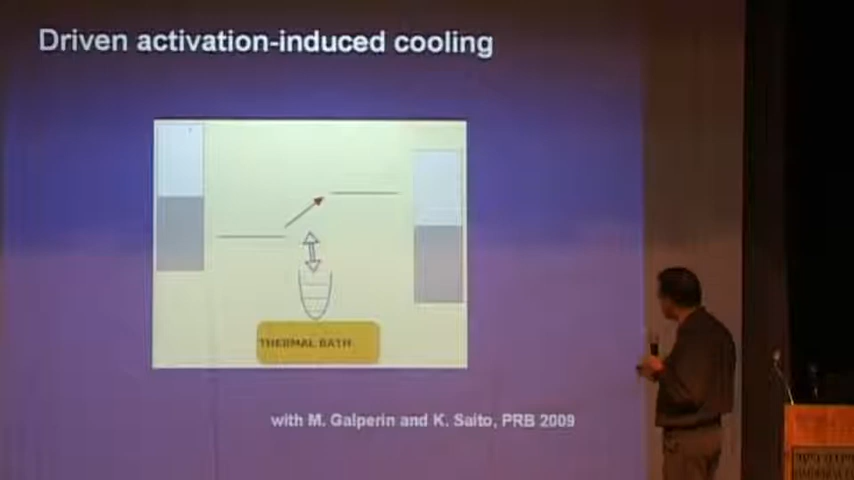 Driven activation-induced cooling
THERMAL BATH
with M. Galperin and K. Saito, PRB 2009